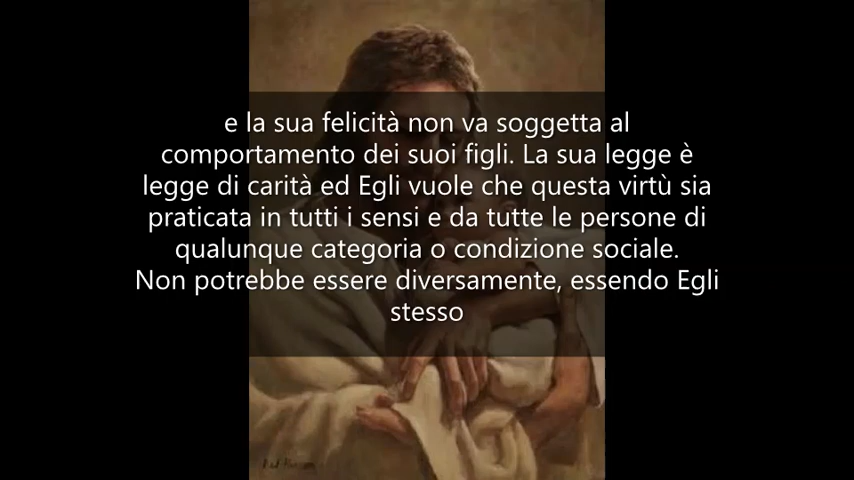 e la sua felicità non va soggetta al
comportamento dei suoi figli. La sua legge è
legge di carità ed Egli vuole che questa virtù sia
praticata in tutti i sensi e da tutte le persone di
qualunque categoria o condizione sociale.
Non potrebbe essere diversamente, essendo Egli
stesso